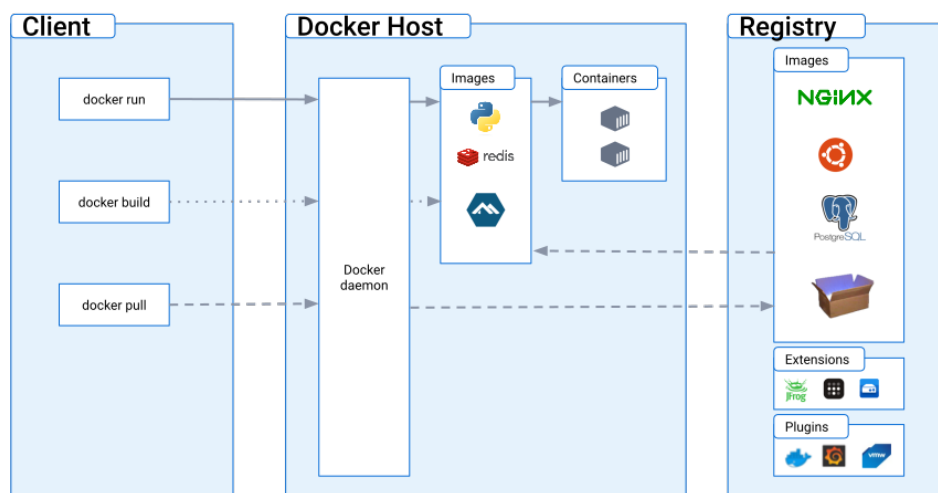 Client
docker run
docker build
docker pull
Docker Host
Docker
daemon
Images
redis
Containers
Registry
Images
NGINX
PostgreSQL
Extensions
JFrog
Plugins
vmw